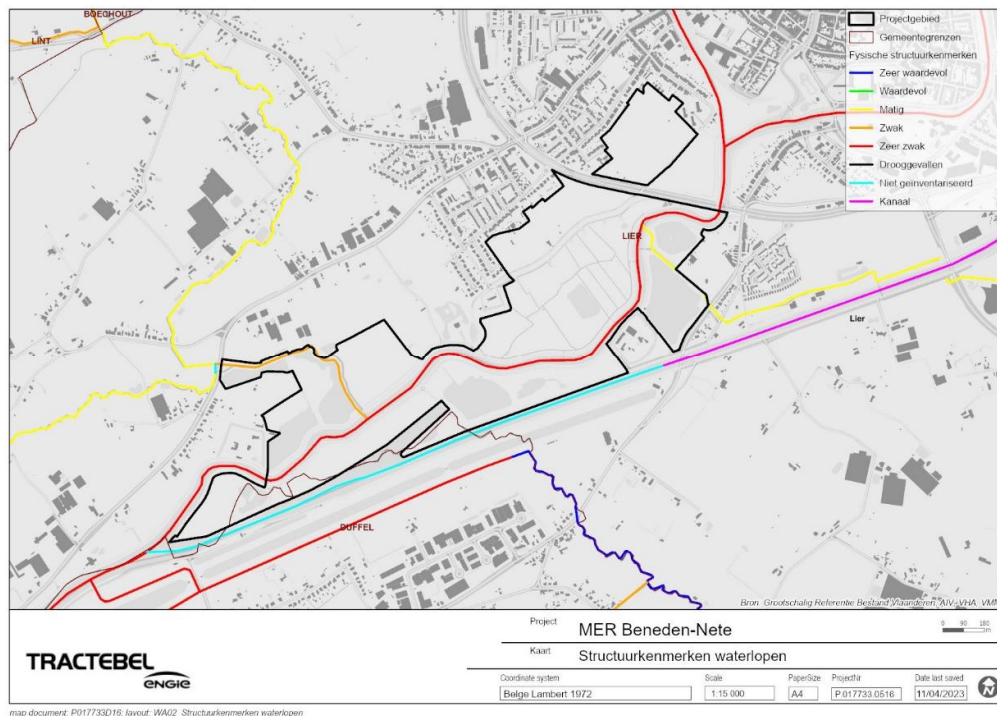 BOECHOUT
LINT
LIER
Lier
DUFFEL
Projectgebied
Gemeentegrenzen
Fysische structuurkenmerken
Zeer waardevol
Waardevol
Matig
Zwak
Zeer zwak
Drooggevallen
Niet geïnventariseerd
Kanaal
Bron: Grootschalig Referentie Bestand Vlaanderen, AIV, VHA, VMM
Project MER Beneden-Nete
0 90 180
m
Kaart Structuurkenmerken waterlopen
TRACTEBEL
ENGIE
Coordinate system Scale PaperSize ProjektNr Date last saved
Belge Lambert 1972 1:15 000 A4 P.017733.0516 11/04/2023
map document: P017733D16; layout: WA02_Structuurkenmerken waterlopen